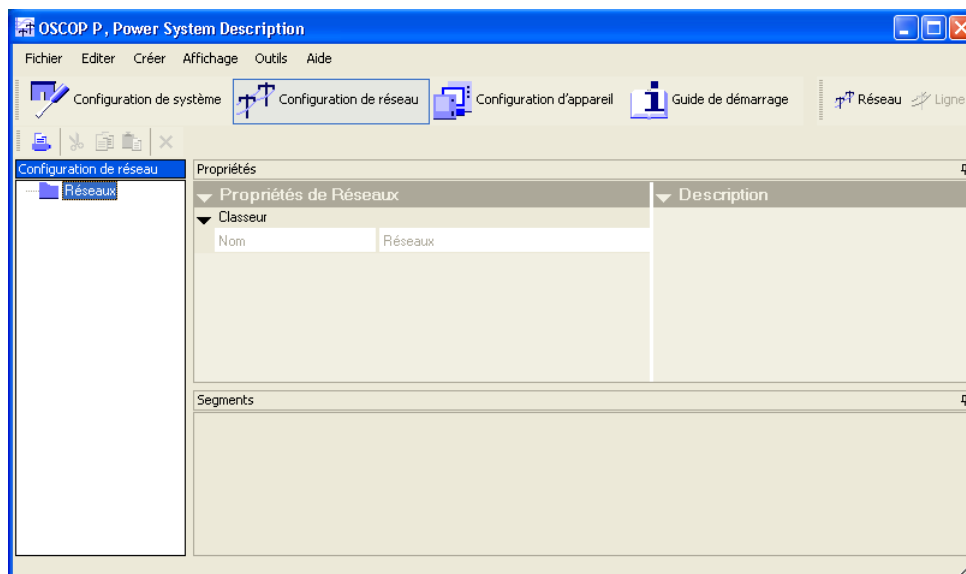 OSCOP P, Power System Description
Fichier Editer Créer Affichage Outils Aide
Configuration de système Configuration de réseau Configuration d'appareil Guide de démarrage Réseau Ligne
Configuration de réseau Propriétés
Réseaux Propriétés de Réseaux Description
Classeur
Nom Réseaux
Segments